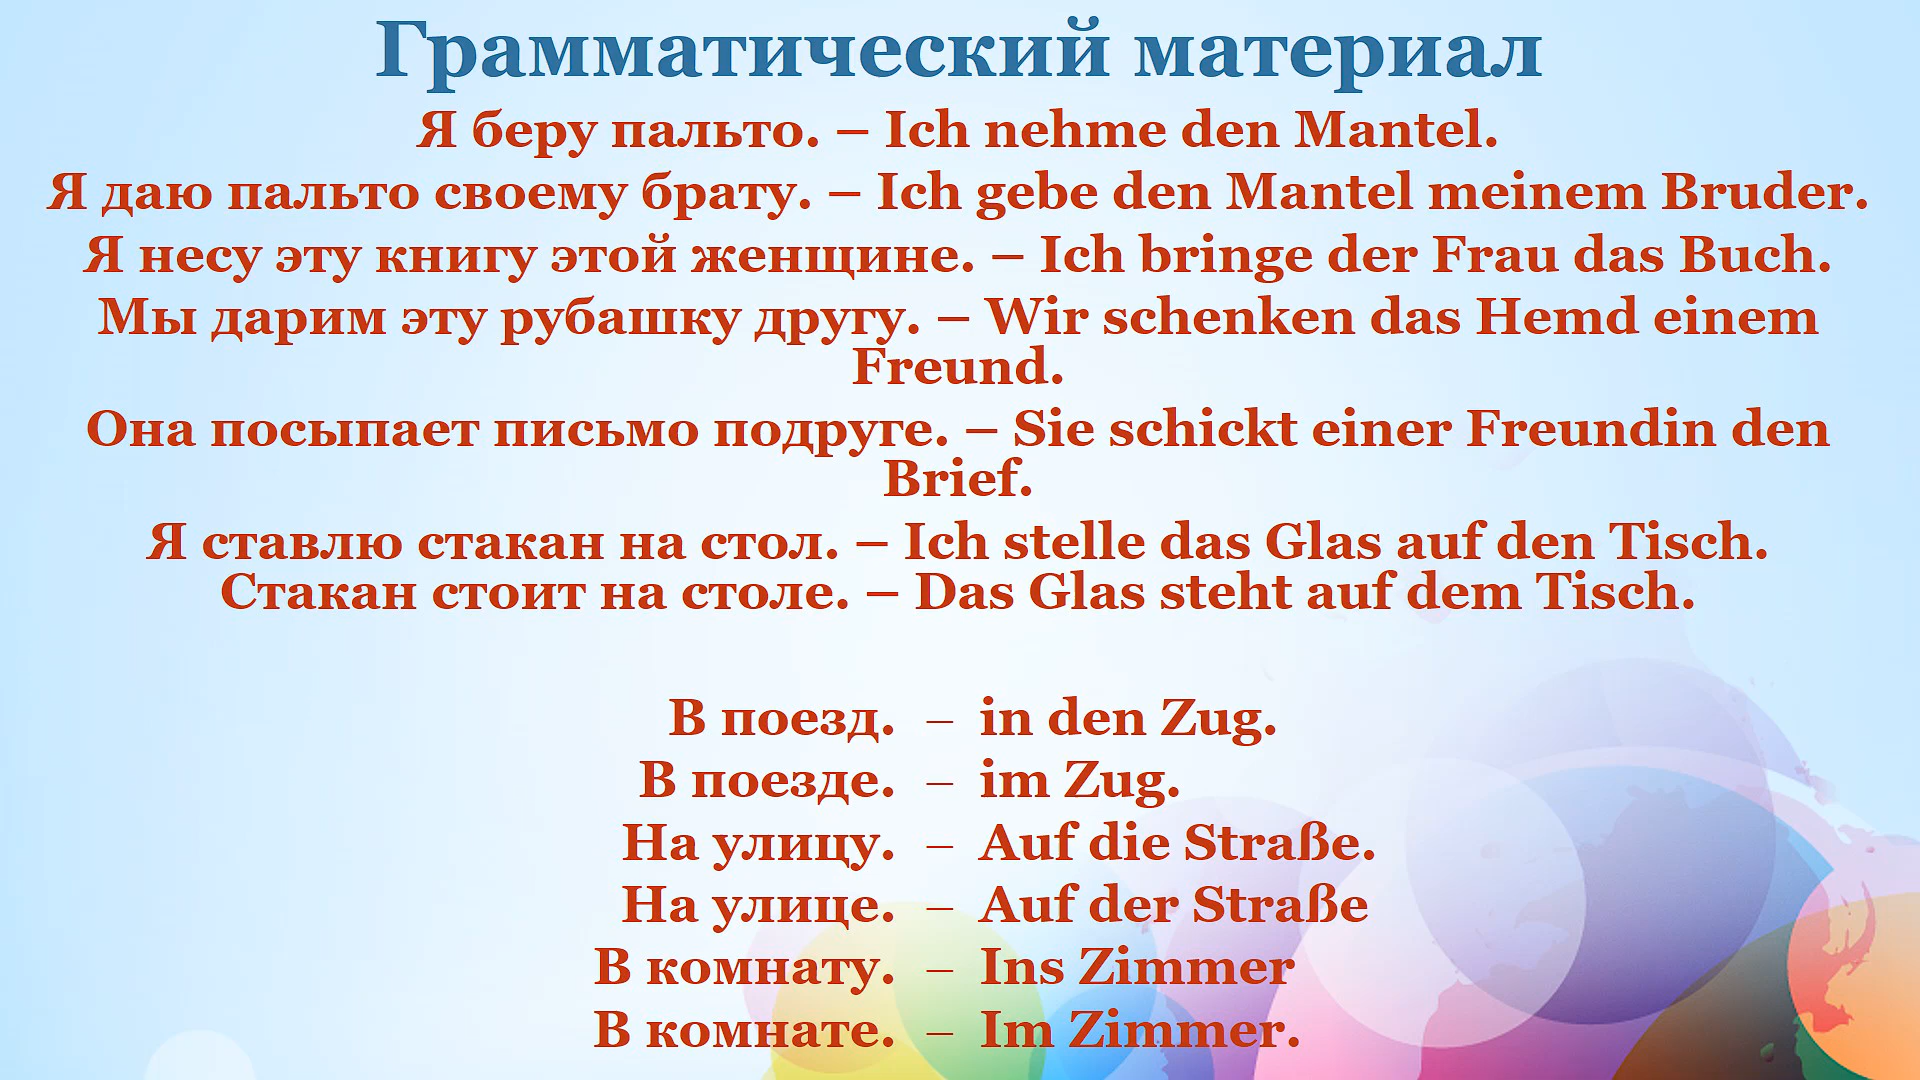 Грамматический материал
Я беру пальто. – Ich nehme den Mantel.
Я даю пальто своему брату. – Ich gebe den Mantel meinem Bruder.
Я несу эту книгу этой женщине. – Ich bringe der Frau das Buch.
Мы дарим эту рубашку другу. – Wir schenken das Hemd einem
Freund.
Она посыпает письмо подруге. – Sie schickt einer Freundin den
Brief.
Я ставлю стакан на стол. – Ich stelle das Glas auf den Tisch.
Стакан стоит на столе. – Das Glas steht auf dem Tisch.
В поезд. – in den Zug.
В поезде. – im Zug.
На улицу. – Auf die Straße.
На улице. – Auf der Straße
В комнату. – Ins Zimmer
В комнате. – Im Zimmer.